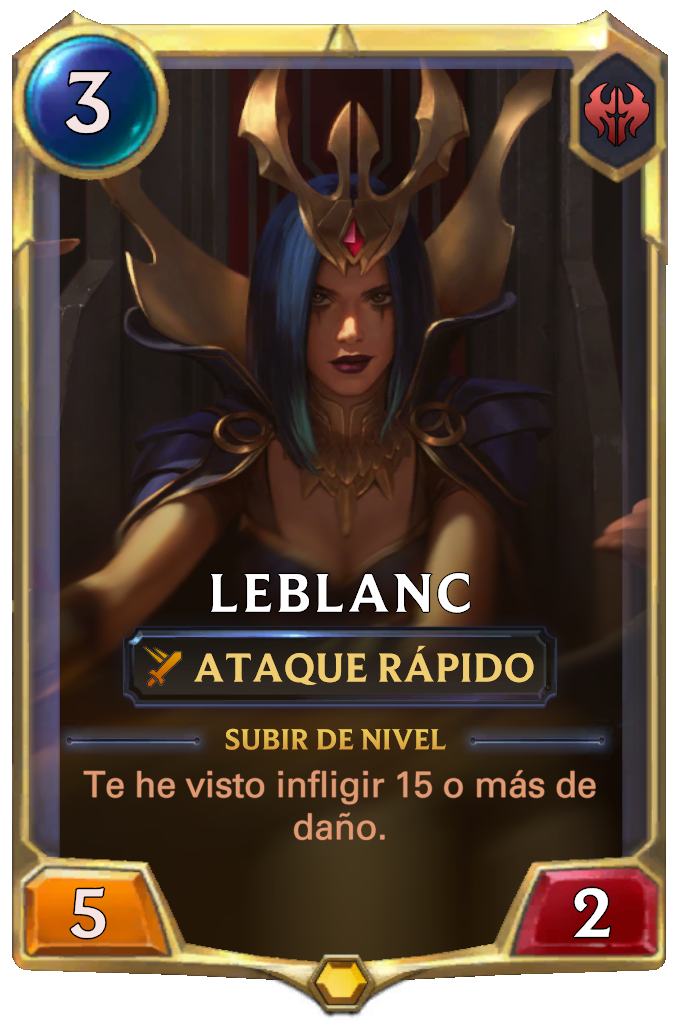 3
LEBLANC
ATAQUE RÁPIDO
SUBIR DE NIVEL
Te he visto infligir 15 o más de
daño.
5
2